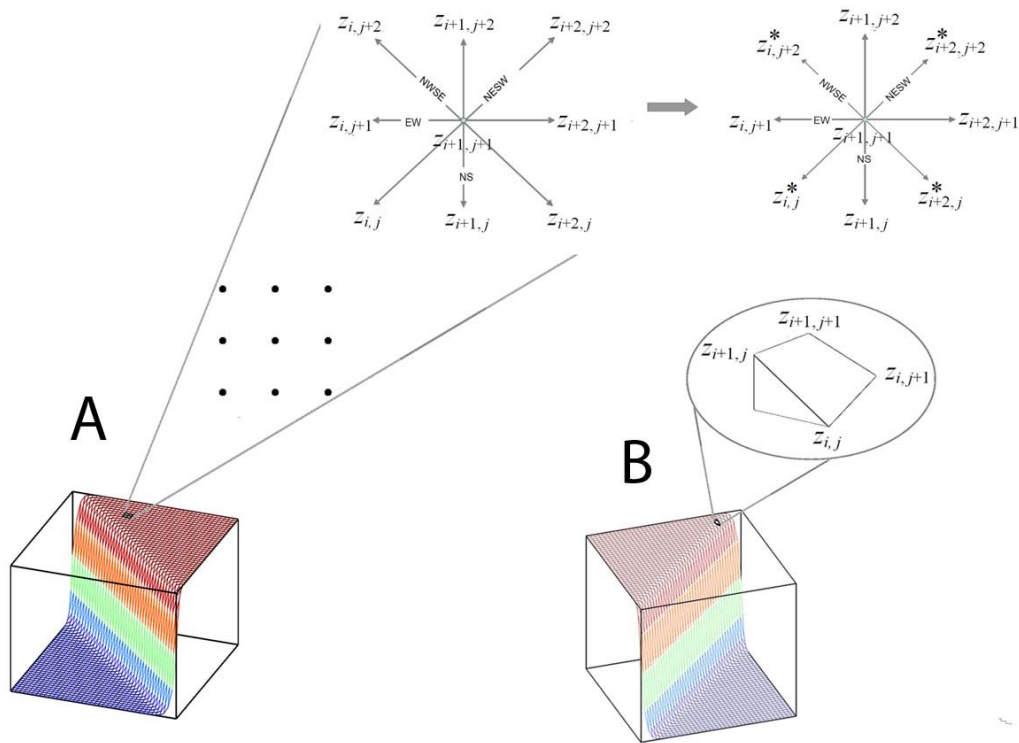 z_{i,j+2} z_{i+1,j+2} z_{i+2,j+2}
NWSE NESW
z_{i,j+1} EW z_{i+2,j+1}
z_{i+1,j+1}
NS
z_{i,j} z_{i+1,j} z_{i+2,j}
z_{i+1,j+2}
z*_{i,j+2} z*_{i+2,j+2}
NWSE NESW
z_{i,j+1} EW z_{i+2,j+1}
z_{i+1,j+1}
NS
z*_{i,j} z*_{i+2,j}
z_{i+1,j}
A
z_{i+1,j+1}
z_{i+1,j}
z_{i,j+1}
z_{i,j}
B